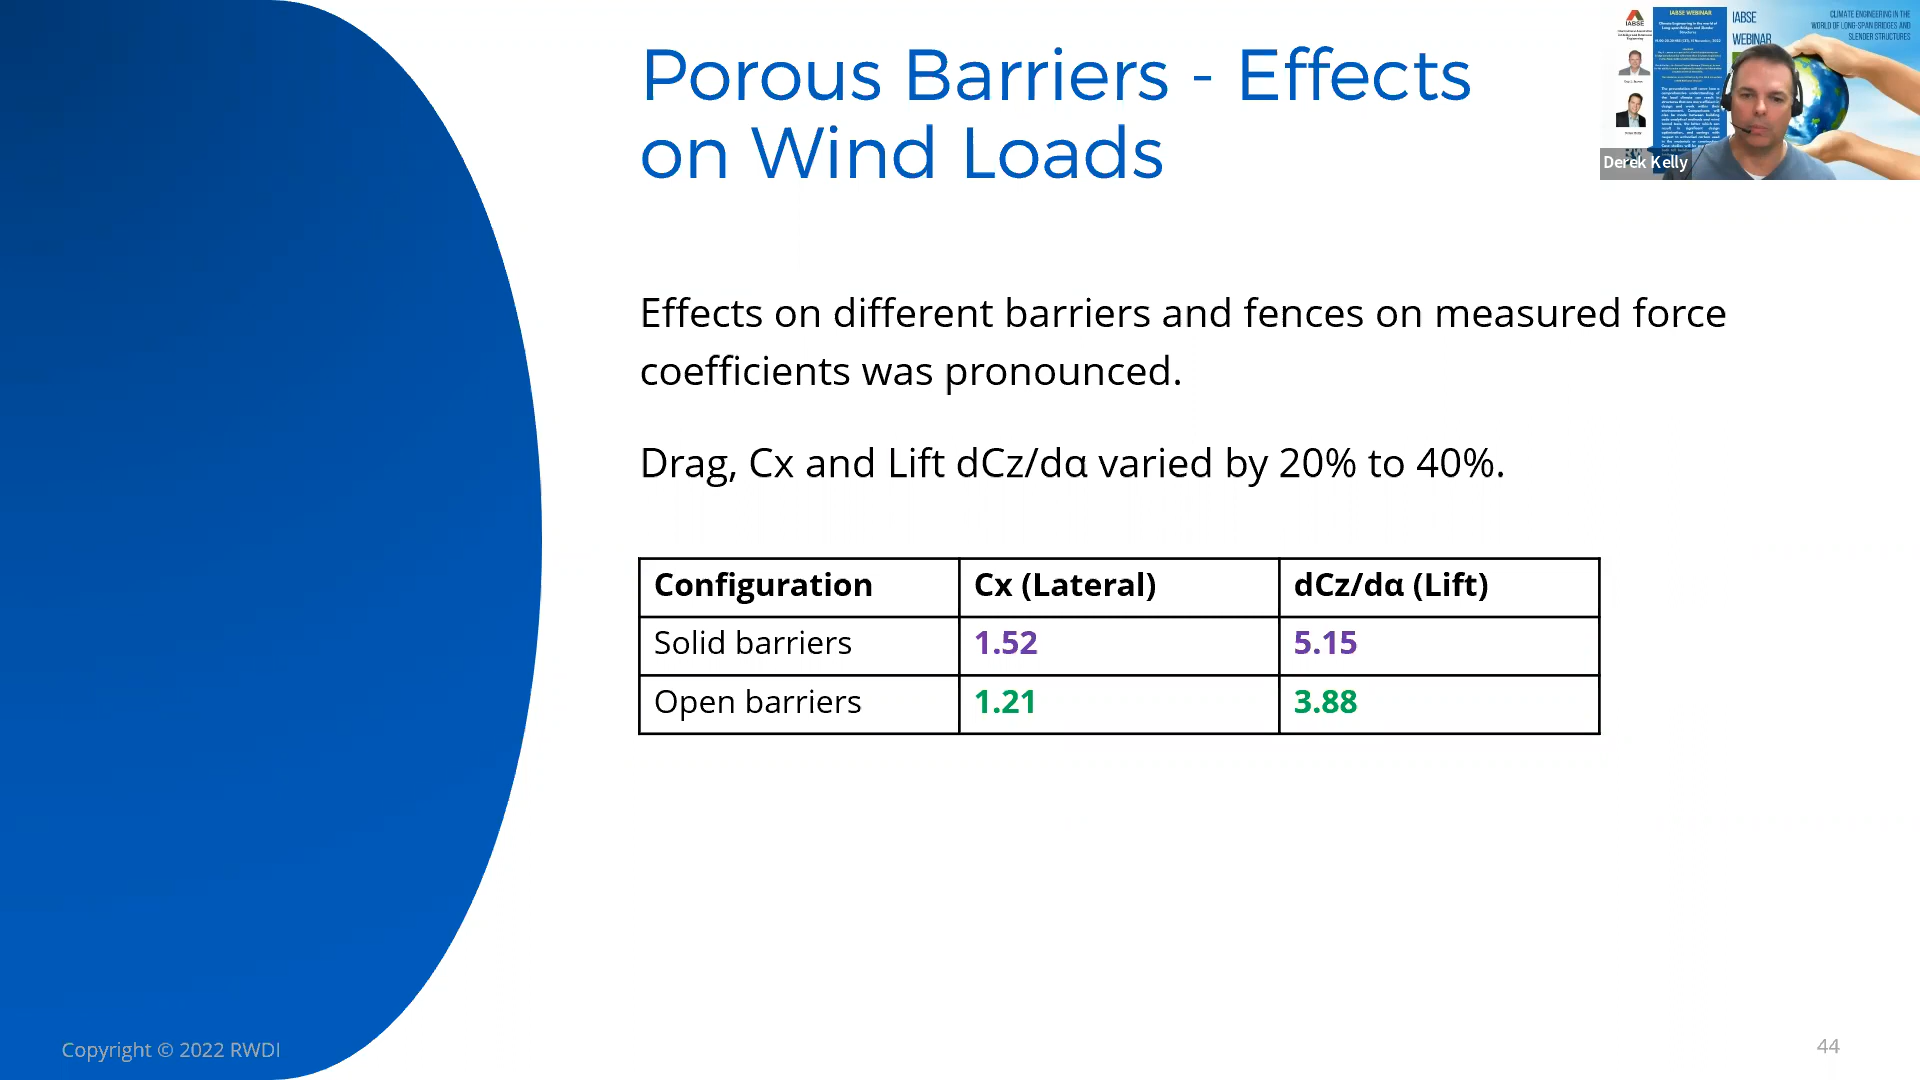 Porous Barriers - Effects
on Wind Loads
IABSE WEBINAR
IABSE
WEBINAR
CLIMATE ENGINEERING IN THE
WORLD OF LONG-SPAN BRIDGES AND
SLENDER STRUCTURES
IABSE
Derek Kelly
Effects on different barriers and fences on measured force
coefficients was pronounced.
Drag, Cx and Lift dCz/dα varied by 20% to 40%.
Configuration Cx (Lateral) dCz/dα (Lift)
Solid barriers 1.52 5.15
Open barriers 1.21 3.88
Copyright © 2022 RWDI
44